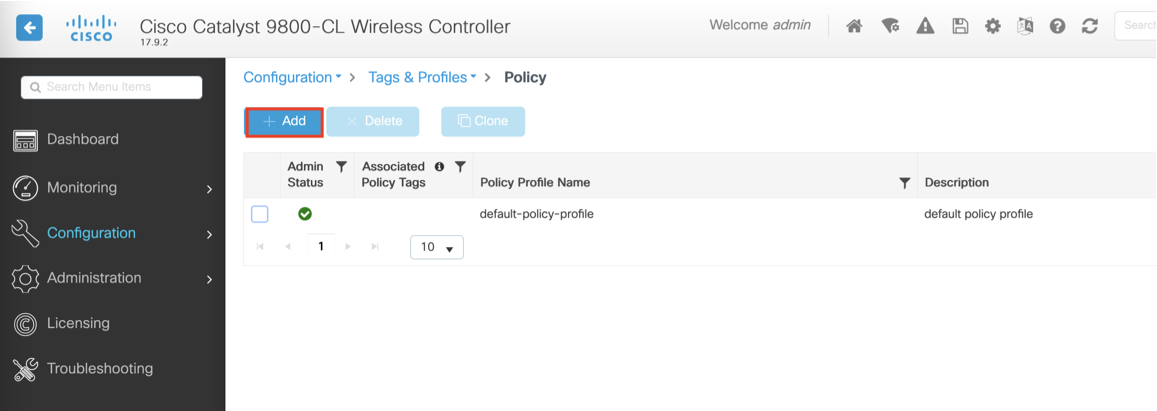 CISCO
Cisco Catalyst 9800-CL Wireless Controller
17.9.2
Welcome admin
Search
Search Menu Items
Dashboard
Monitoring
Configuration
Administration
Licensing
Troubleshooting
Configuration > Tags & Profiles > Policy
+ Add
× Delete
Clone
Admin Status
Associated Policy Tags
Policy Profile Name
Description
default-policy-profile
default policy profile
1
10